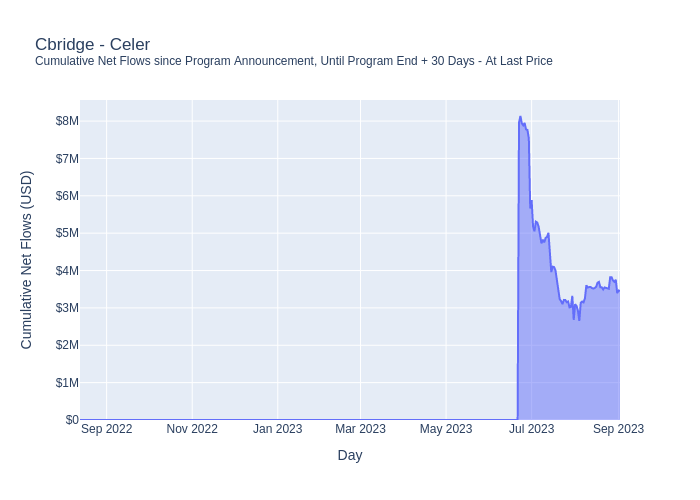 Cbridge - Celer
Cumulative Net Flows since Program Announcement, Until Program End + 30 Days - At Last Price
Cumulative Net Flows (USD)
$8M
$7M
$6M
$5M
$4M
$3M
$2M
$1M
$0
Sep 2022 Nov 2022 Jan 2023 Mar 2023 May 2023 Jul 2023 Sep 2023
Day